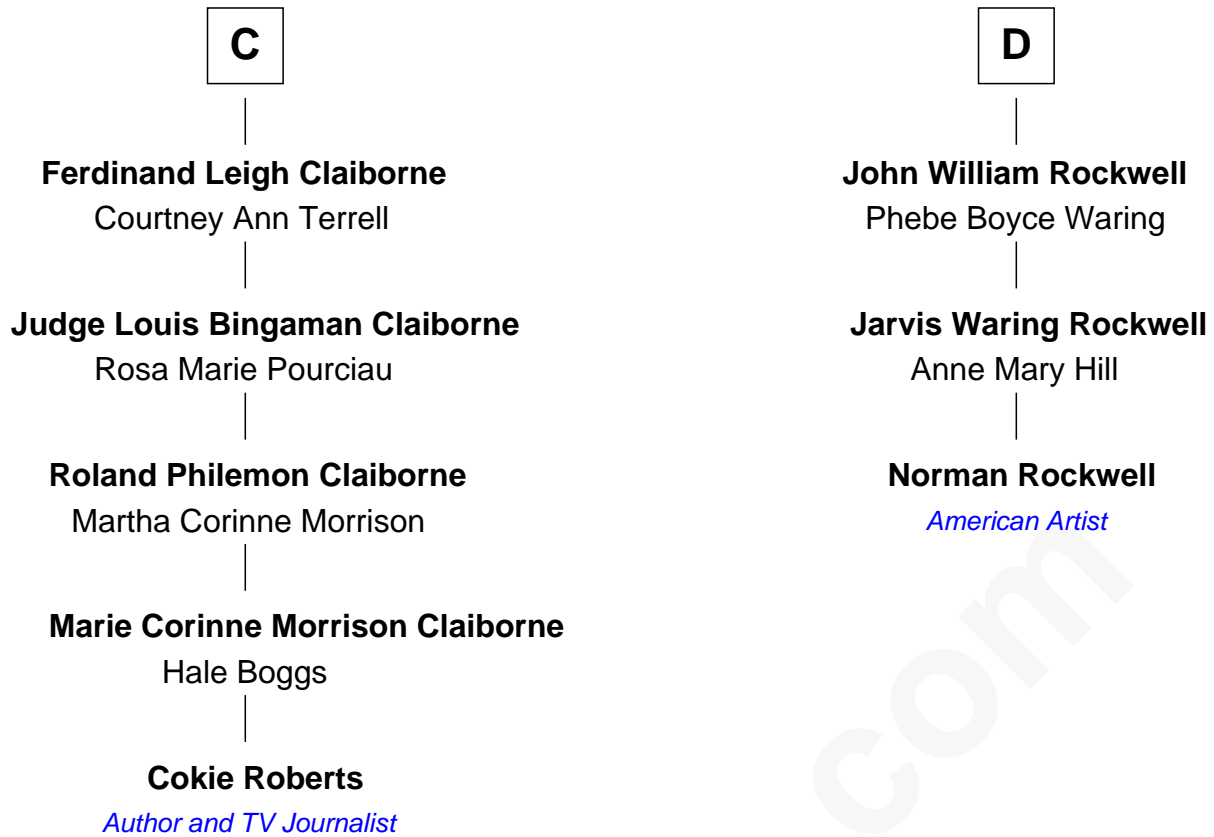 C
Ferdinand Leigh Claiborne
Courtney Ann Terrell
Judge Louis Bingaman Claiborne
Rosa Marie Pourciau
Roland Philemon Claiborne
Martha Corinne Morrison
Marie Corinne Morrison Claiborne
Hale Boggs
Cokie Roberts
Author and TV Journalist
D
John William Rockwell
Phebe Boyce Waring
Jarvis Waring Rockwell
Anne Mary Hill
Norman Rockwell
American Artist
com